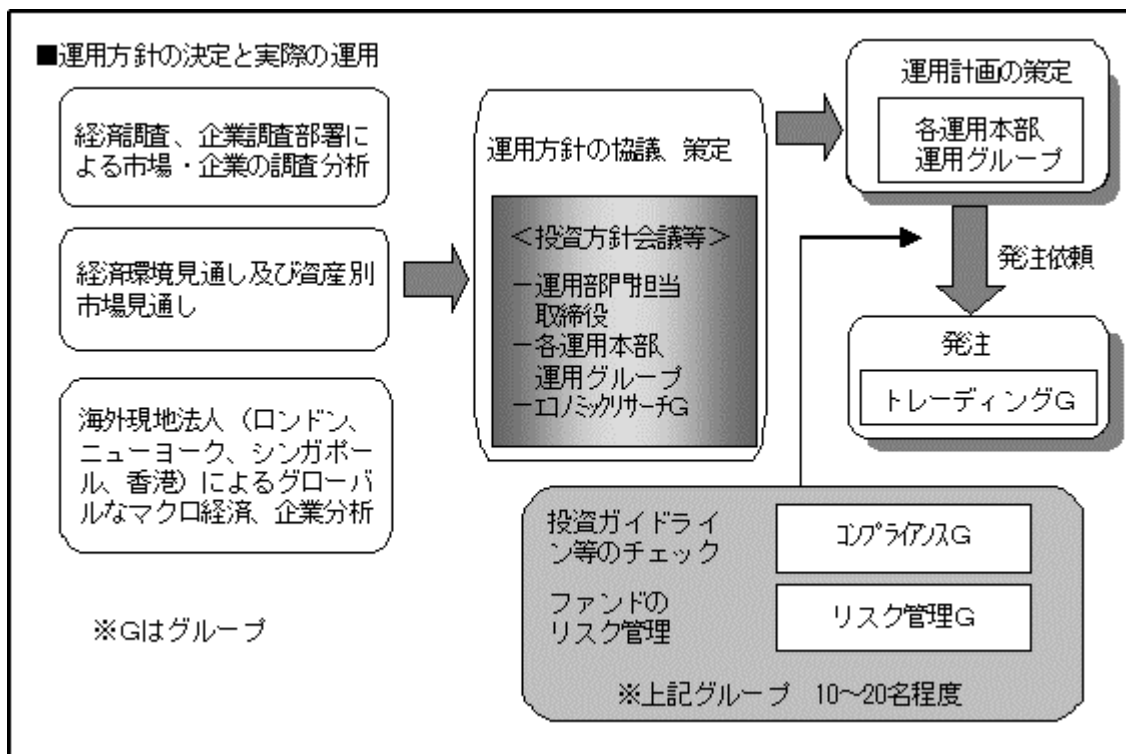 ■運用方針の決定と実際の運用
経済調査、企業調査部署に
よる市場・企業の調査分析
経済環境見通し及び資産別
市場見通し
海外現地法人（ロンドン、
ニューヨーク、シンガポー
ル、香港）によるグローバ
ルなマクロ経済、企業分析
※Gはグループ
運用方針の協議、策定
＜投資方針会議等＞
－運用部門担当
取締役
－各運用本部
運用グループ
－ｴｺﾉﾐｯｸﾘｻｰﾁG
運用計画の策定
各運用本部、
運用グループ
発注依頼
発注
トレーディングG
投資ガイドライ
ン等のチェック
ｺﾝﾌﾟﾗｲｱﾝｽG
ファンドの
リスク管理
リスク管理G
※上記グループ　10～20名程度